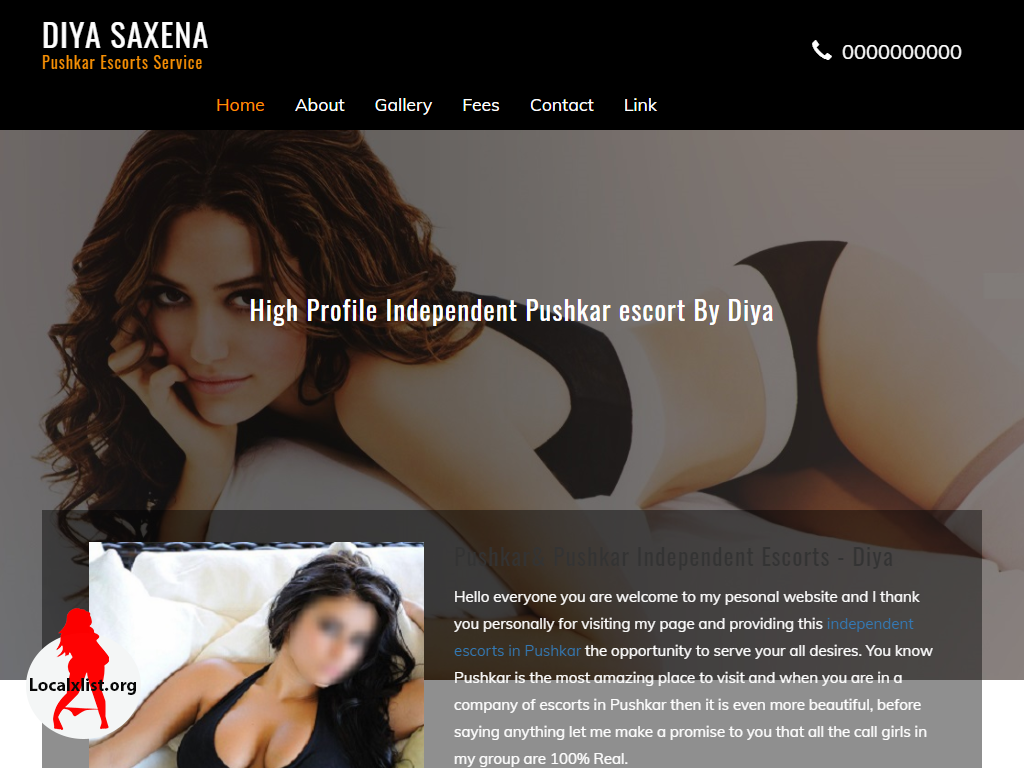 DIYA SAXENA
Pushkar Escorts Service
0000000000
Home About Gallery Fees Contact Link
High Profile Independent Pushkar escort By Diya
Pushkar's Pushkar Independent Escorts - Diya
Hello everyone you are welcome to my pesonal website and I thank
you personally for visiting my page and providing this independent
escorts in Pushkar the opportunity to serve your all desires. You know
Pushkar is the most amazing place to visit and when you are in a
company of escorts in Pushkar then it is even more beautiful, before
saying anything let me make a promise to you that all the call girls in
my group are 100% Real.
Localxlist.org